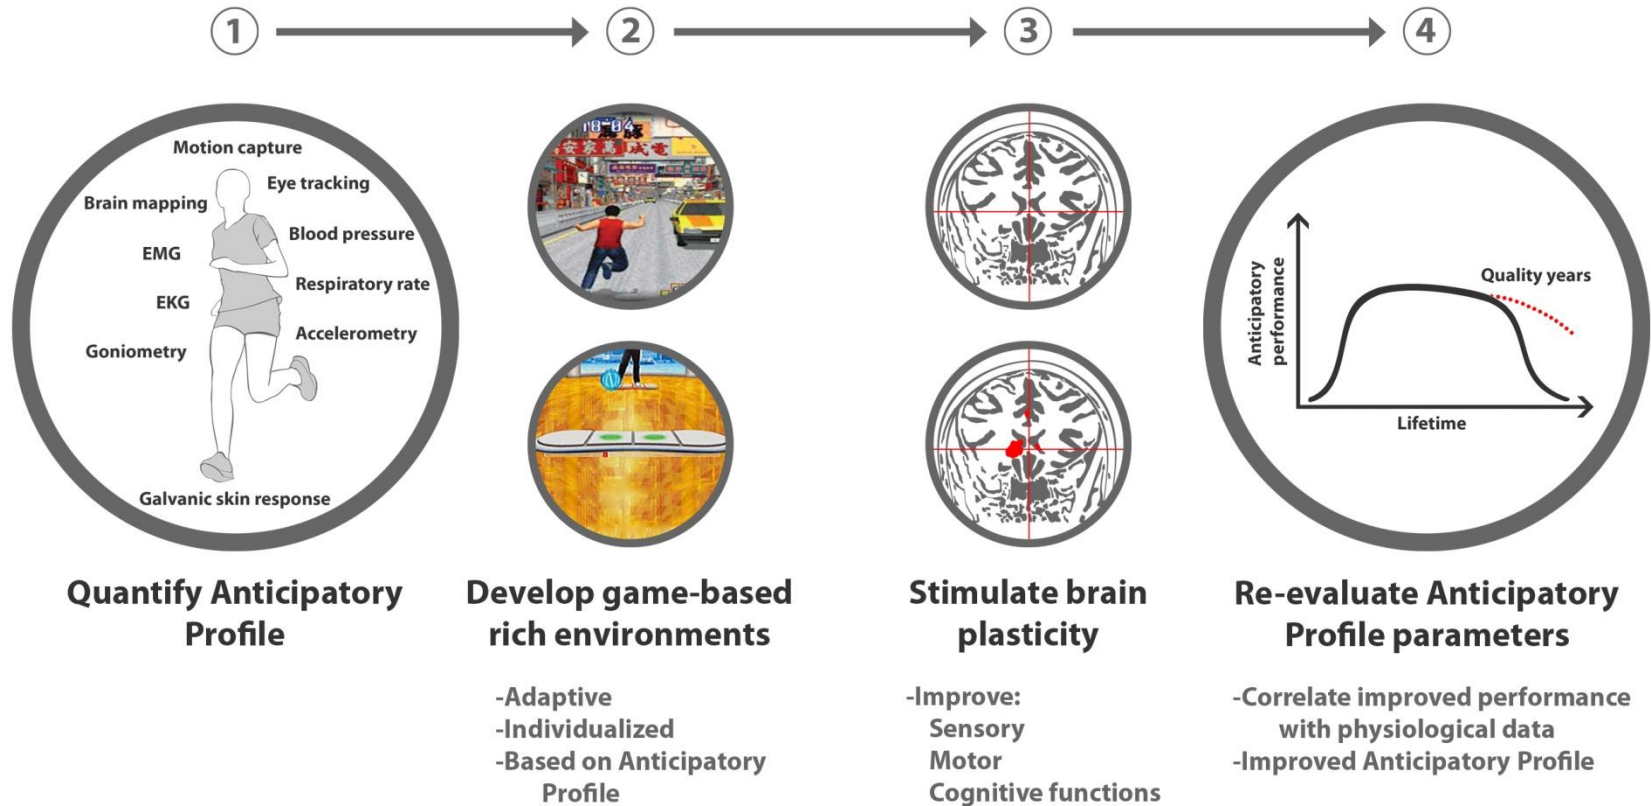 1
2
3
4
Motion capture
Eye tracking
Brain mapping
Blood pressure
EMG
Respiratory rate
EKG
Accelerometry
Goniometry
Galvanic skin response
18 04
Anticipatory
performance
Quality years
Lifetime
Quantify Anticipatory
Profile
Develop game-based
rich environments
-Adaptive
-Individualized
-Based on Anticipatory
Profile
Stimulate brain
plasticity
-Improve:
Sensory
Motor
Cognitive functions
Re-evaluate Anticipatory
Profile parameters
-Correlate improved performance
with physiological data
-Improved Anticipatory Profile